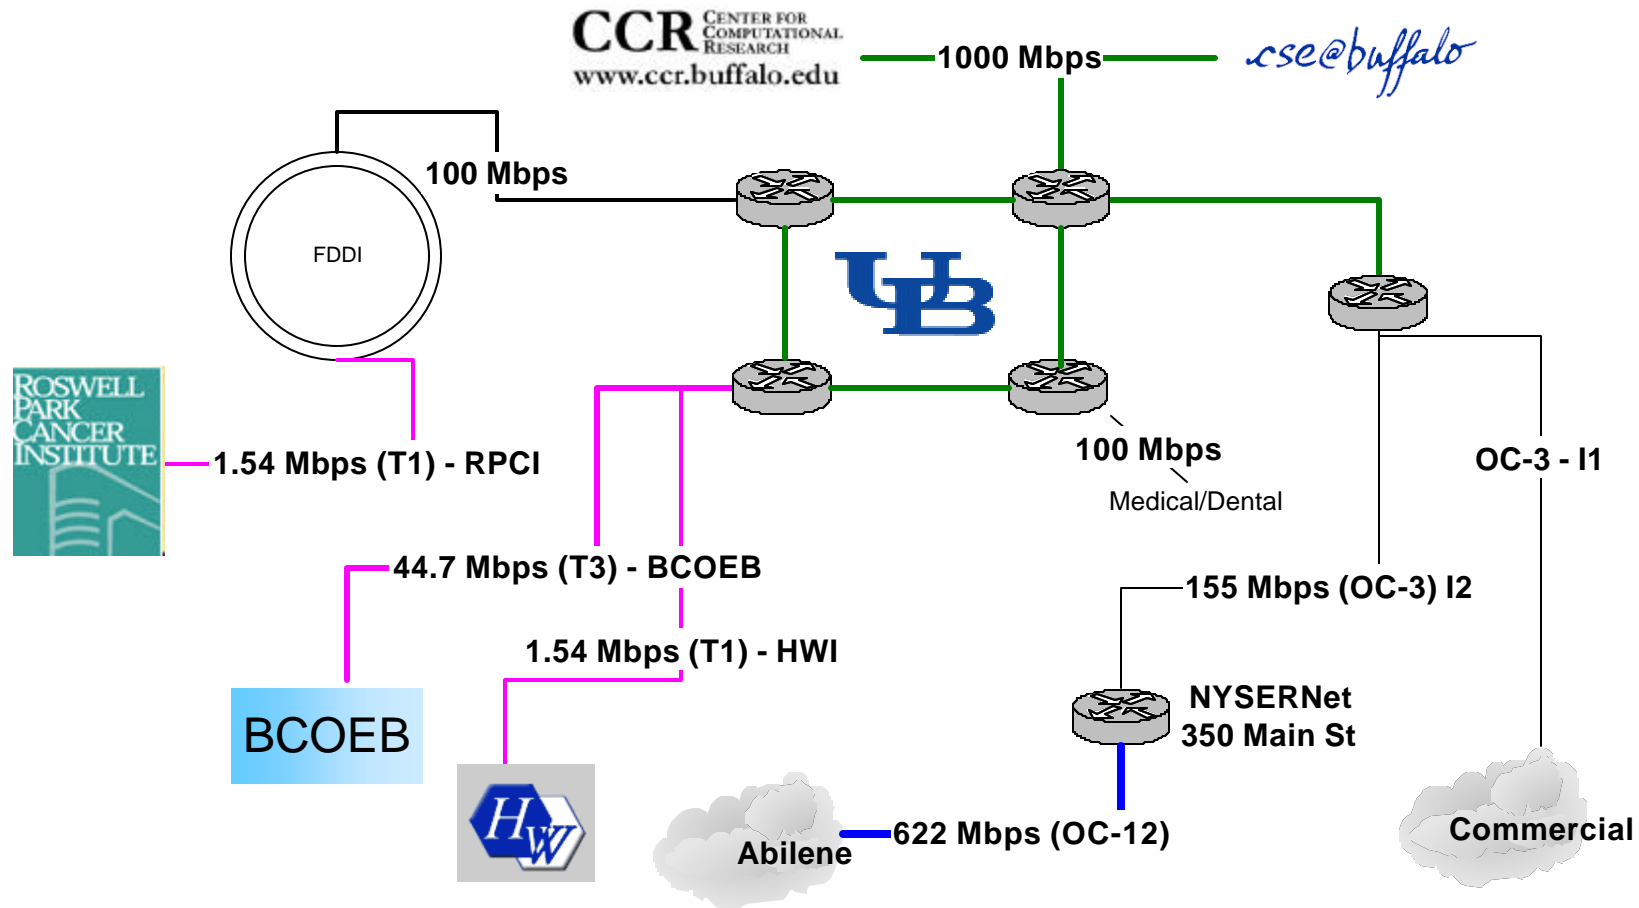 CCR CENTER FOR
COMPUTATIONAL
RESEARCH
www.ccr.buffalo.edu
1000 Mbps
cse@buffalo
100 Mbps
FDDI
UB
ROSWELL
PARK
CANCER
INSTITUTE
1.54 Mbps (T1) - RPCI
100 Mbps
Medical/Dental
OC-3 - I1
44.7 Mbps (T3) - BCOEB
155 Mbps (OC-3) I2
1.54 Mbps (T1) - HWI
NYSERNet
350 Main St
BCOEB
HW
Abilene
622 Mbps (OC-12)
Commercial